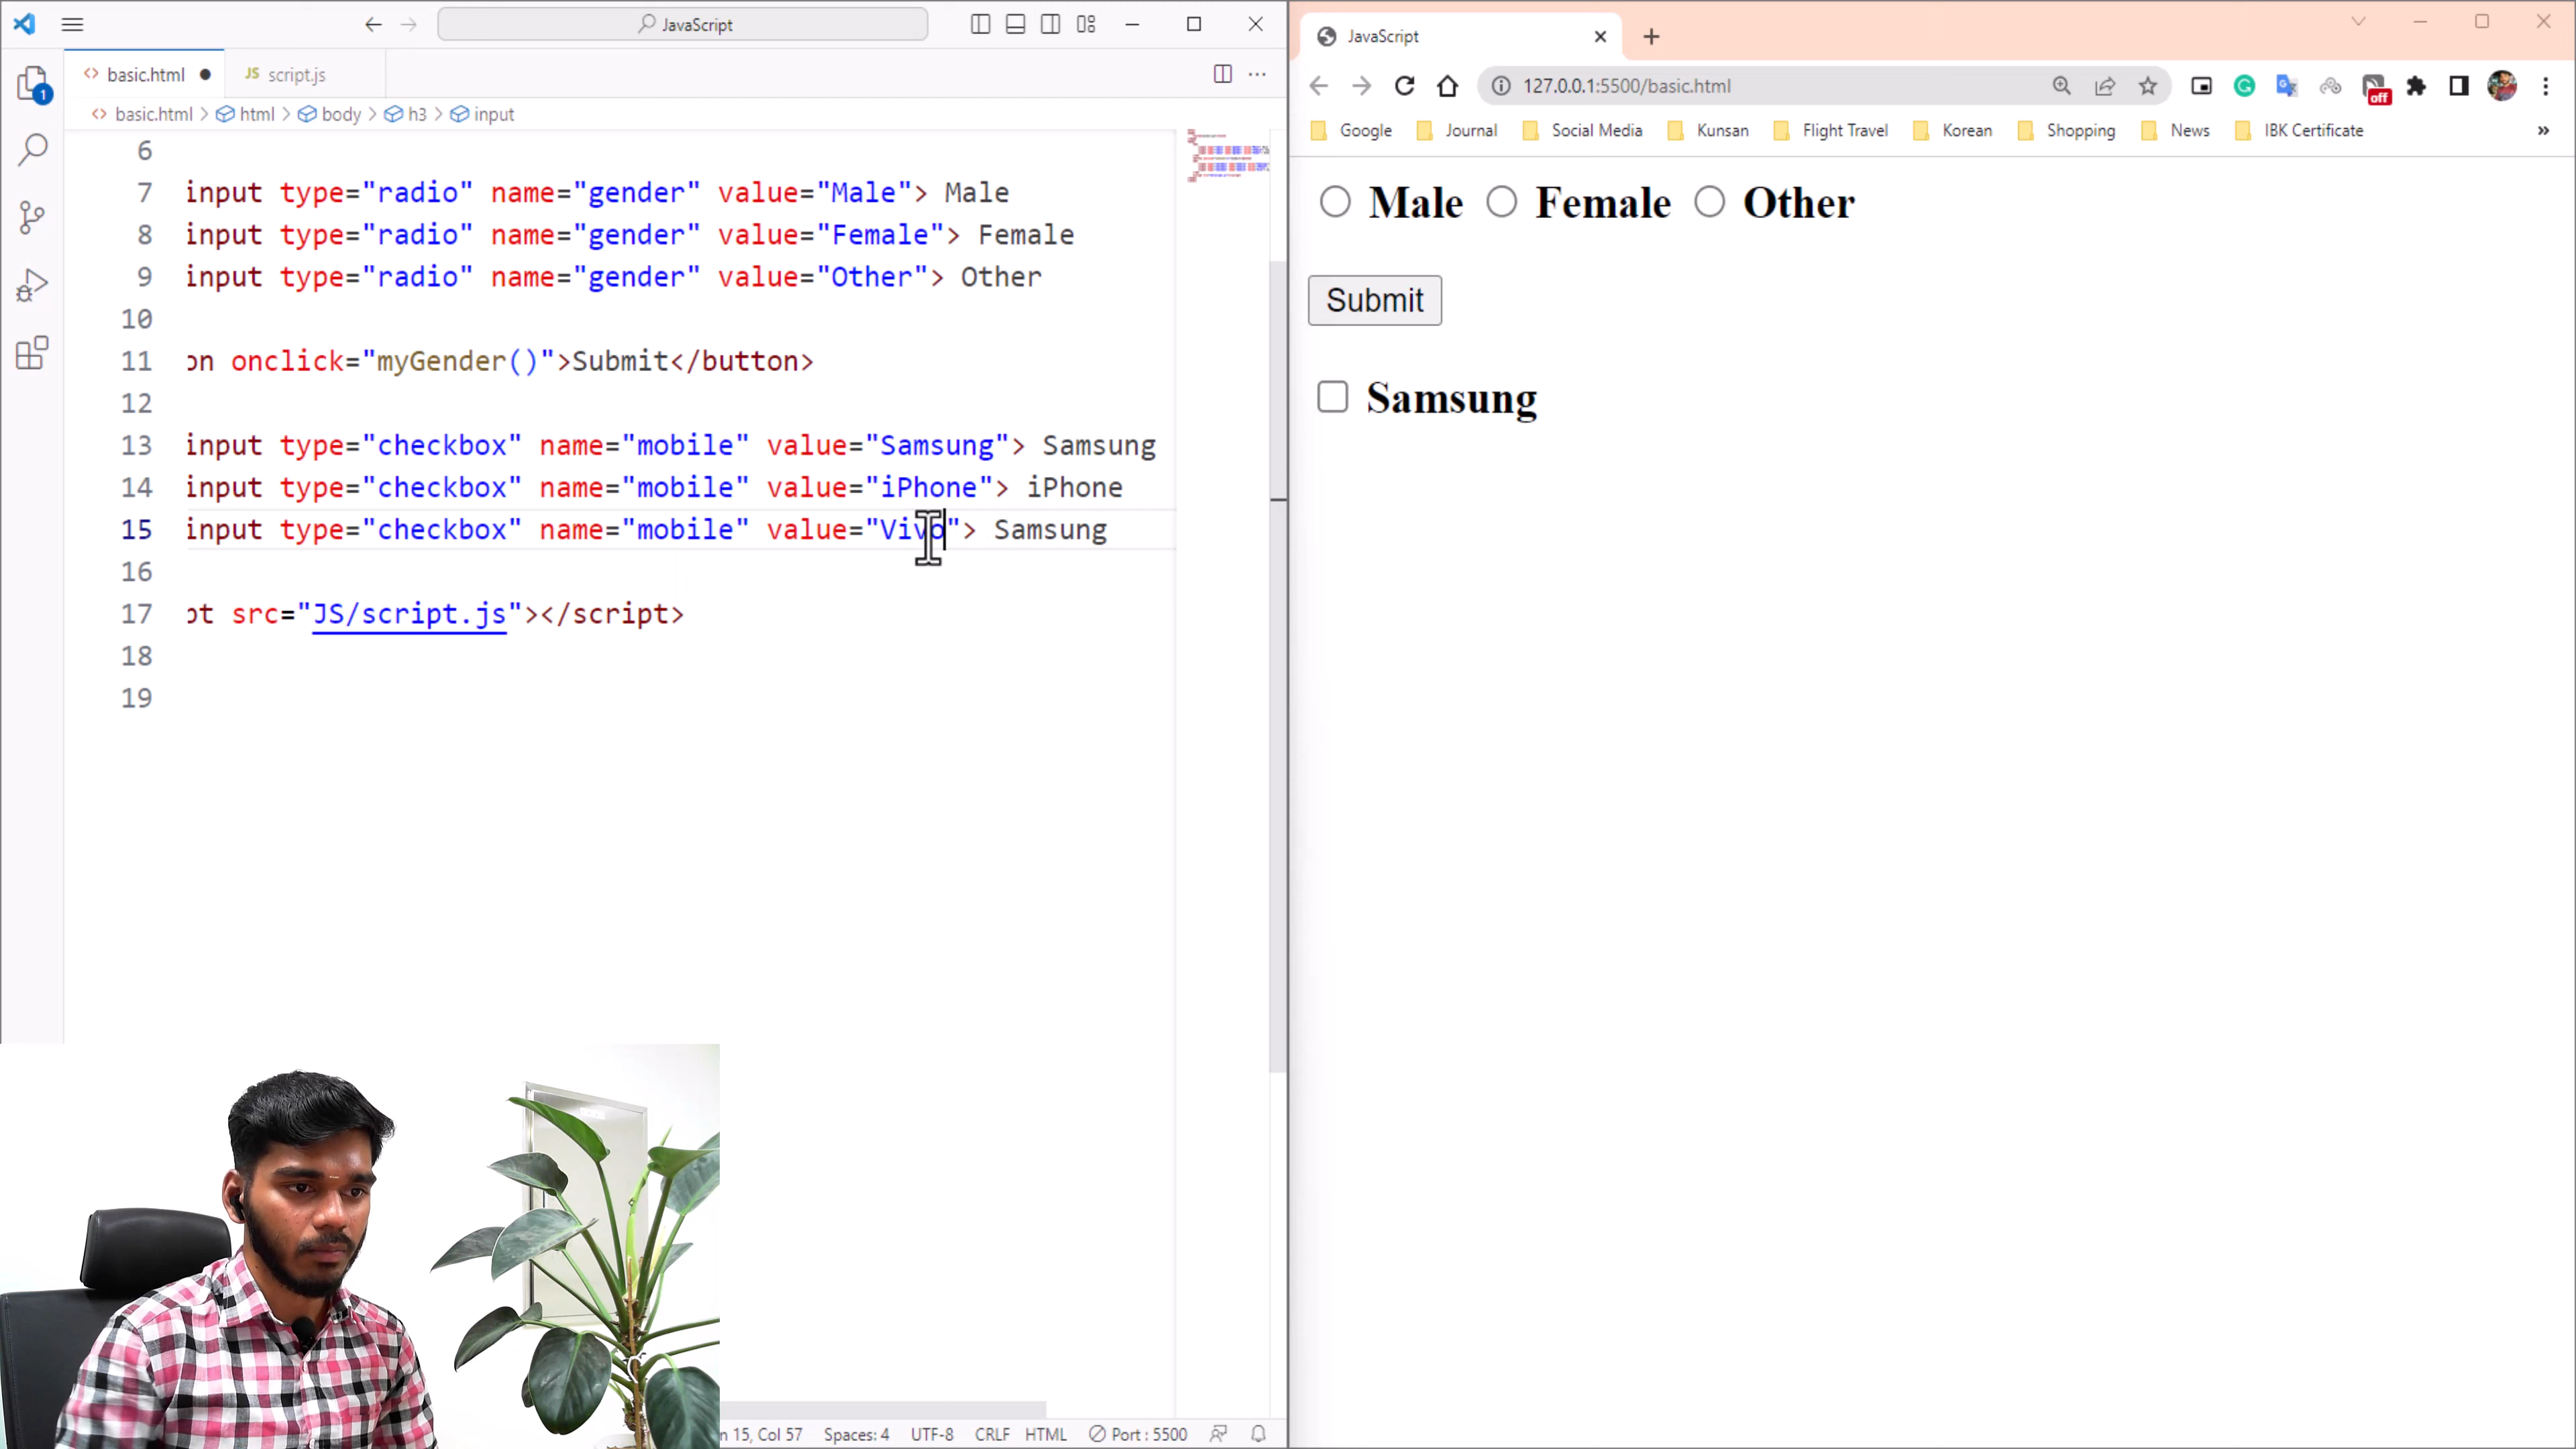 JavaScript
basic.html
JS script.js
1
basic.html > html > body > h3 > input
6
7 input type="radio" name="gender" value="Male"> Male
8 input type="radio" name="gender" value="Female"> Female
9 input type="radio" name="gender" value="Other"> Other
10
11 on onclick="myGender()">Submit</button>
12
13 input type="checkbox" name="mobile" value="Samsung"> Samsung
14 input type="checkbox" name="mobile" value="iPhone"> iPhone
15 input type="checkbox" name="mobile" value="Vivo"> Samsung
16
17 pt src="JS/script.js"></script>
18
19
n 15, Col 57 Spaces: 4 UTF-8 CRLF HTML Port : 5500
JavaScript
127.0.0.1:5500/basic.html
off
Google Journal Social Media Kunsan Flight Travel Korean Shopping News IBK Certificate »
Male Female Other
Submit
Samsung